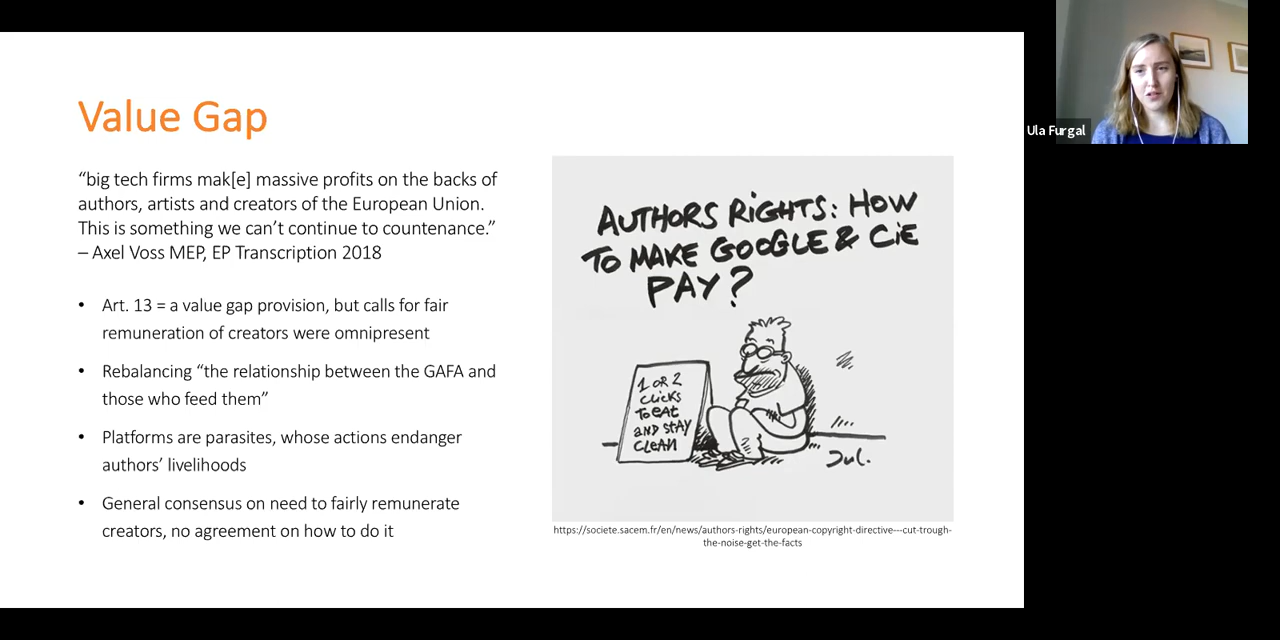 Value Gap
“big tech firms mak[e] massive profits on the backs of
authors, artists and creators of the European Union.
This is something we can’t continue to countenance.”
– Axel Voss MEP, EP Transcription 2018
• Art. 13 = a value gap provision, but calls for fair
remuneration of creators were omnipresent
• Rebalancing “the relationship between the GAFA and
those who feed them”
• Platforms are parasites, whose actions endanger
authors’ livelihoods
• General consensus on need to fairly remunerate
creators, no agreement on how to do it
AUTHORS RiGHTS: HOW
TO MAKE GOOGLE & CiE
PAY?
1 OR 2
clicks
To eat
AND STAY
CLEAN
Jul.
https://societe.sacem.fr/en/news/authors-rights/european-copyright-directive---cut-trough-
the-noise-get-the-facts
Ula Furgal